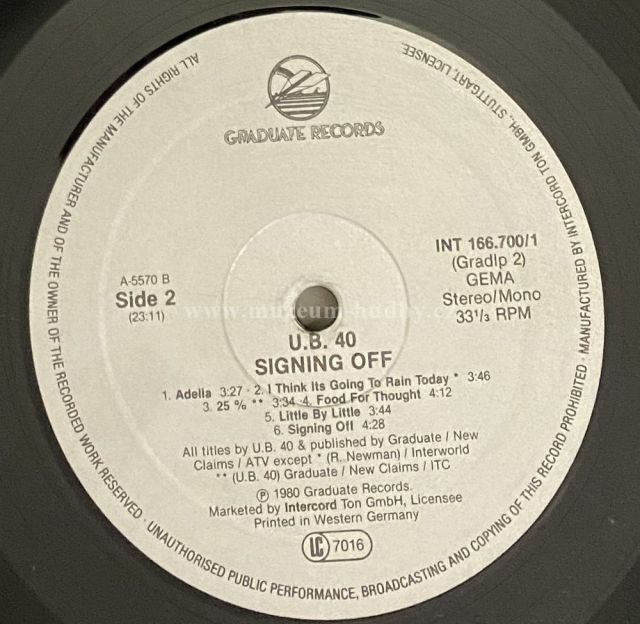 GRADUATE RECORDS
INT 166.700/1
(Gradlp 2)
GEMA
Stereo/Mono
33 1/3 RPM
A-5570 B
Side 2
(23:11)
U.B. 40
SIGNING OFF
1. Adella 3:27 · 2. I Think Its Going To Rain Today * 3:46
3. 25 % ** 3:34 · 4. Food For Thought 4:12
5. Little By Little 3:44
6. Signing Off 4:28
All titles by U.B. 40 & published by Graduate / New
Claims / ATV except * (R. Newman) / Interworld
** (U.B. 40) Graduate / New Claims / ITC
℗ 1980 Graduate Records.
Marketed by Intercord Ton GmbH, Licensee
Printed in Western Germany
LC 7016
ALL RIGHTS OF THE MANUFACTURER AND OF THE OWNER OF THE RECORDED WORK RESERVED · UNAUTHORISED PUBLIC PERFORMANCE, BROADCASTING AND COPYING OF THIS RECORD PROHIBITED · MANUFACTURED BY INTERCORD TON GMBH., STUTTGART, LICENSEE